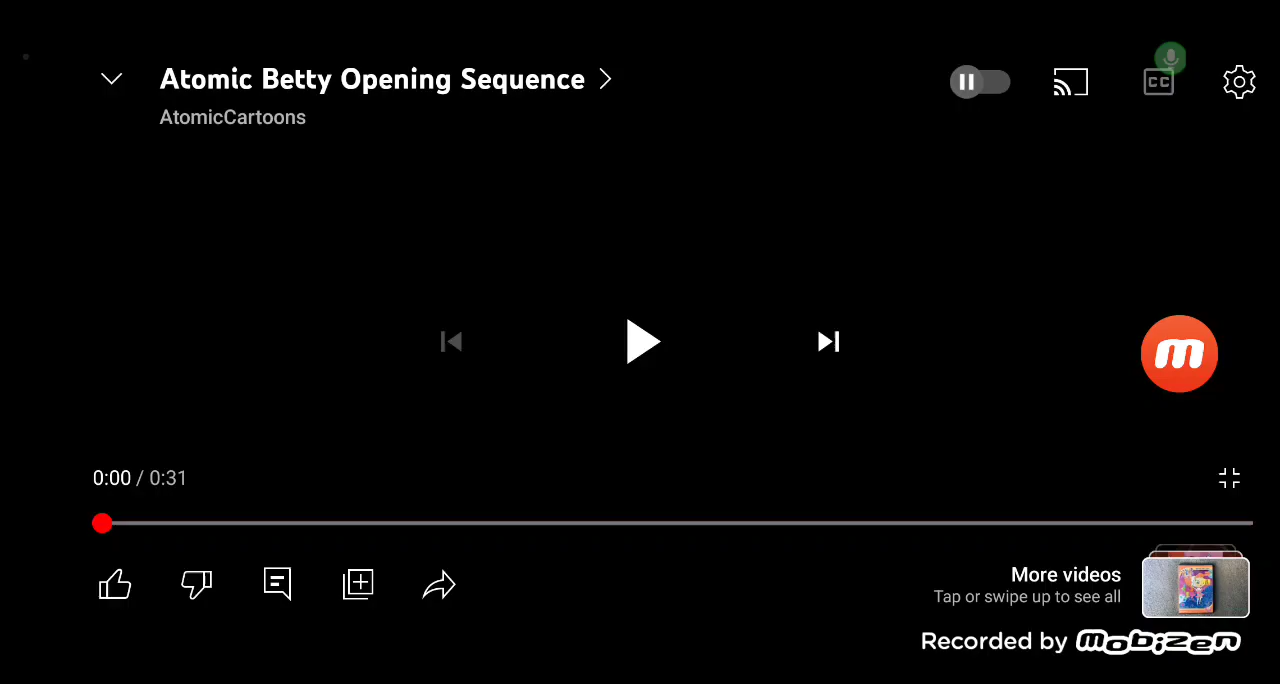 Atomic Betty Opening Sequence
AtomicCartoons
CC
m
0:00 / 0:31
More videos
Tap or swipe up to see all
Recorded by mobizen